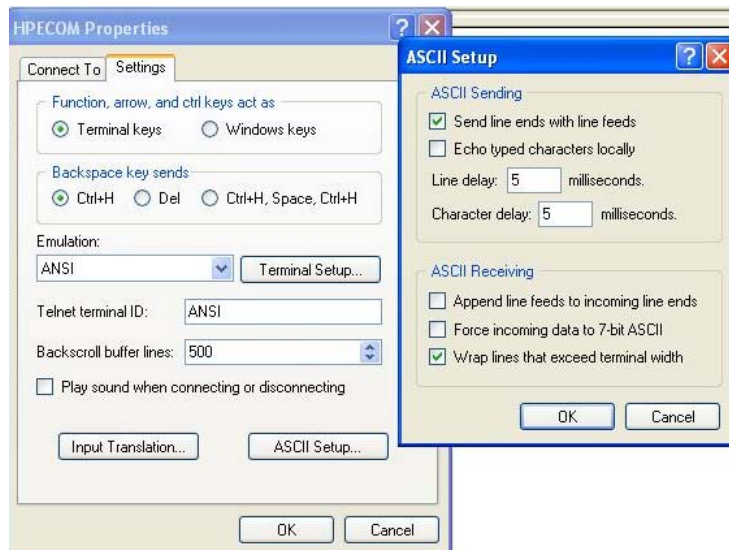 HPECOM Properties
Connect To
Settings
Function, arrow, and ctrl keys act as
Terminal keys
Windows keys
Backspace key sends
Ctrl+H
Del
Ctrl+H, Space, Ctrl+H
Emulation:
ANSI
Terminal Setup...
Telnet terminal ID:
ANSI
Backscroll buffer lines:
500
Play sound when connecting or disconnecting
Input Translation...
ASCII Setup...
OK
Cancel
ASCII Setup
ASCII Sending
Send line ends with line feeds
Echo typed characters locally
Line delay: 5 milliseconds.
Character delay: 5 milliseconds.
ASCII Receiving
Append line feeds to incoming line ends
Force incoming data to 7-bit ASCII
Wrap lines that exceed terminal width
OK
Cancel